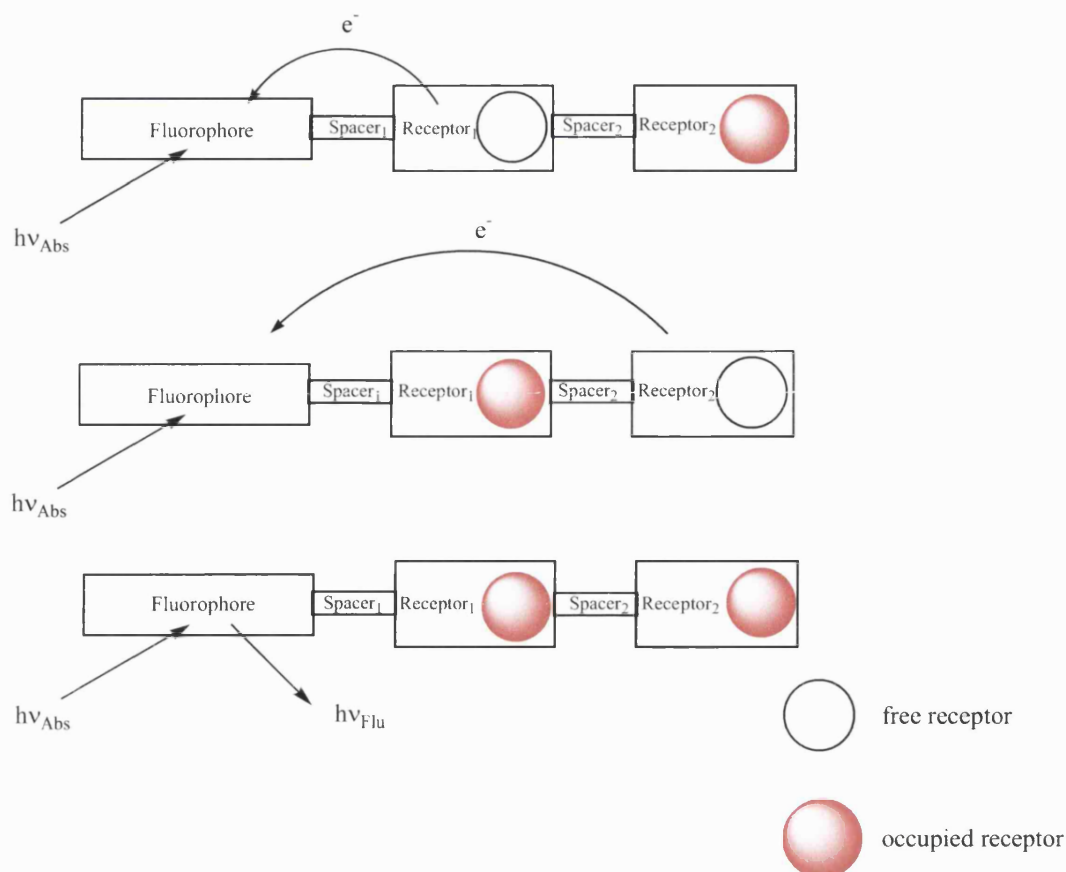 e⁻
Fluorophore Spacer₁ Receptor₁ Spacer₂ Receptor₂
hνAbs
e⁻
Fluorophore Spacer₁ Receptor₁ Spacer₂ Receptor₂
hνAbs
Fluorophore Spacer₁ Receptor₁ Spacer₂ Receptor₂
hνAbs hνFlu
free receptor
occupied receptor